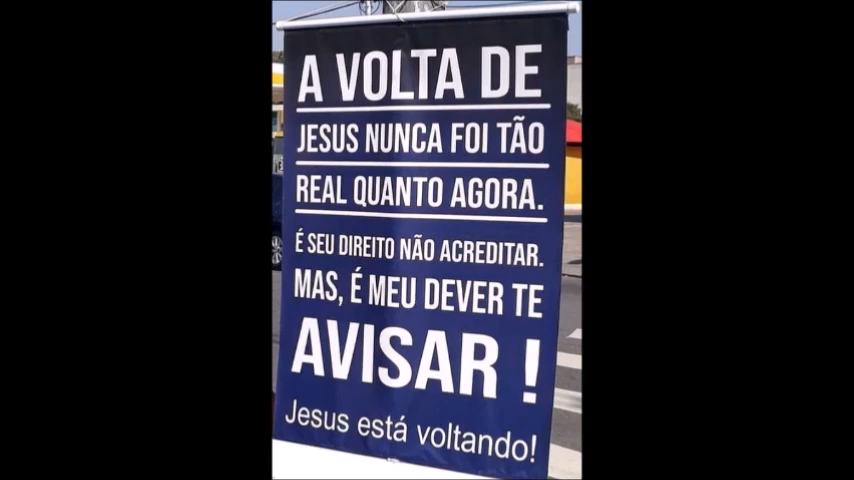 A VOLTA DE
JESUS NUNCA FOI TÃO
REAL QUANTO AGORA.
É SEU DIREITO NÃO ACREDITAR.
MAS, É MEU DEVER TE
AVISAR !
Jesus está voltando!